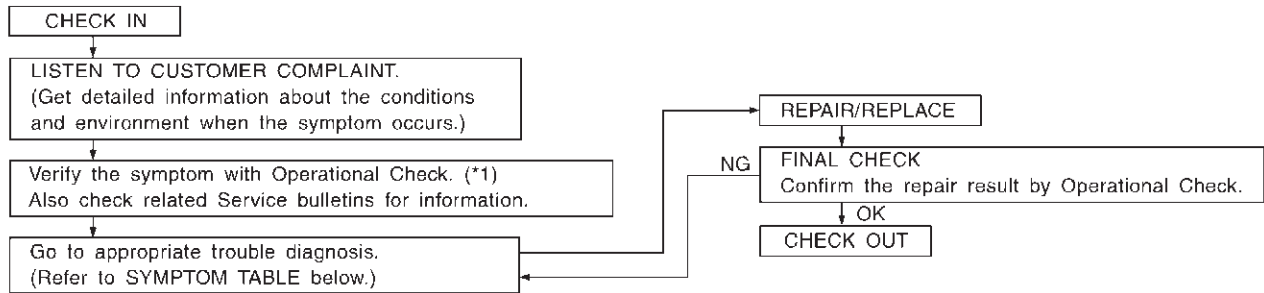 CHECK IN
LISTEN TO CUSTOMER COMPLAINT.
(Get detailed information about the conditions
and environment when the symptom occurs.)
Verify the symptom with Operational Check. (*1)
Also check related Service bulletins for information.
Go to appropriate trouble diagnosis.
(Refer to SYMPTOM TABLE below.)
REPAIR/REPLACE
NG
FINAL CHECK
Confirm the repair result by Operational Check.
OK
CHECK OUT